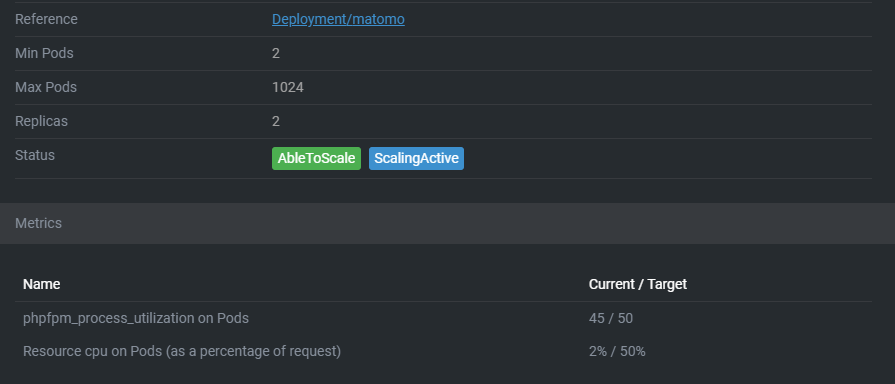 Reference Deployment/matomo
Min Pods 2
Max Pods 1024
Replicas 2
Status AbleToScale ScalingActive
Metrics
Name Current / Target
phpfpm_process_utilization on Pods 45 / 50
Resource cpu on Pods (as a percentage of request) 2% / 50%